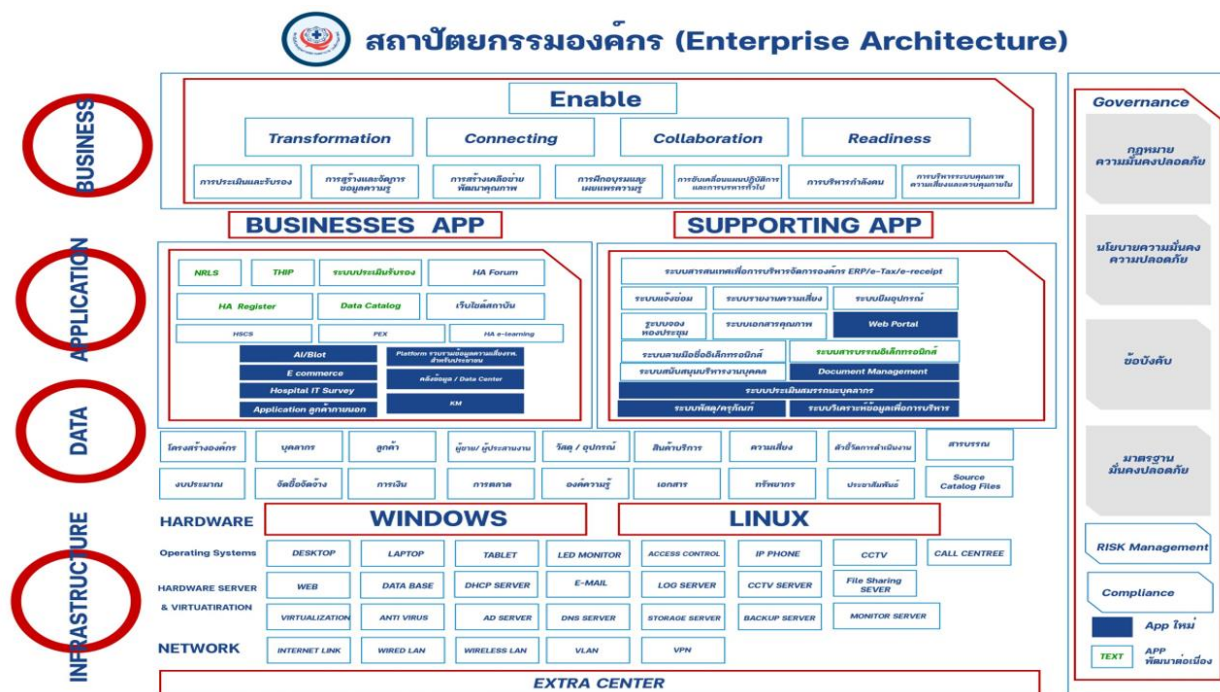 สถาปัตยกรรมองค์กร (Enterprise Architecture)
BUSINESS
Enable
Transformation
Connecting
Collaboration
Readiness
การประเมินและรับรอง
การสร้างและจัดการ
ข้อมูลความรู้
การสร้างเครือข่าย
พัฒนาคุณภาพ
การฝึกอบรมและ
เผยแพรความรู้
การขับเคลื่อนแผนปฏิบัติการ
และการบริหารทั่วไป
การบริหารกำลังคน
การบริหารระบบคุณภาพ
ความเสี่ยงและควบคุมภายใน
APPLICATION
BUSINESSES APP
NRLS
THIP
ระบบประเมินรับรอง
HA Forum
HA Register
Data Catalog
เว็บไซต์สถาบัน
HSCS
PEX
HA e-learning
AI/Blot
Platform รวบรวมข้อมูลความเสี่ยงรพ.
สำหรับประชาชน
E commerce
คลังข้อมูล / Data Center
Hospital IT Survey
KM
Application ลูกค้าภายนอก
SUPPORTING APP
ระบบสารสนเทศเพื่อการบริหารจัดการองค์กร ERP/e-Tax/e-receipt
ระบบแจ้งซ่อม
ระบบรายงานความเสี่ยง
ระบบยืมอุปกรณ์
ระบบจอง
ห้องประชุม
ระบบเอกสารคุณภาพ
Web Portal
ระบบลายมือชื่ออิเล็กทรอนิกส์
ระบบสารบรรณอิเล็กทรอนิกส์
ระบบสนับสนุนบริหารงานบุคคล
Document Management
ระบบประเมินสมรรถนะบุคลากร
ระบบพัสดุ/ครุภัณฑ์
ระบบวิเคราะห์ข้อมูลเพื่อการบริหาร
DATA
โครงสร้างองค์กร
บุคลากร
ลูกค้า
ผู้ขาย/ ผู้ประสานงาน
วัสดุ / อุปกรณ์
สินค้าบริการ
ความเสี่ยง
ตัวชี้วัดการดำเนินงาน
สารบรรณ
งบประมาณ
จัดซื้อจัดจ้าง
การเงิน
การตลาด
องค์ความรู้
เอกสาร
ทรัพยากร
ประชาสัมพันธ์
Source
Catalog Files
INFRASTRUCTURE
HARDWARE
WINDOWS
LINUX
Operating Systems
DESKTOP
LAPTOP
TABLET
LED MONITOR
ACCESS CONTROL
IP PHONE
CCTV
CALL CENTREE
HARDWARE SERVER
& VIRTUATIRATION
WEB
DATA BASE
DHCP SERVER
E-MAIL
LOG SERVER
CCTV SERVER
File Sharing
SEVER
VIRTUALIZATION
ANTI VIRUS
AD SERVER
DNS SERVER
STORAGE SERVER
BACKUP SERVER
MONITOR SERVER
NETWORK
INTERNET LINK
WIRED LAN
WIRELESS LAN
VLAN
VPN
EXTRA CENTER
Governance
กฎหมาย
ความมั่นคงปลอดภัย
นโยบายความมั่นคง
ความปลอดภัย
ข้อบังคับ
มาตรฐาน
มั่นคงปลอดภัย
RISK Management
Compliance
App ใหม่
TEXT
APP
พัฒนาต่อเนื่อง